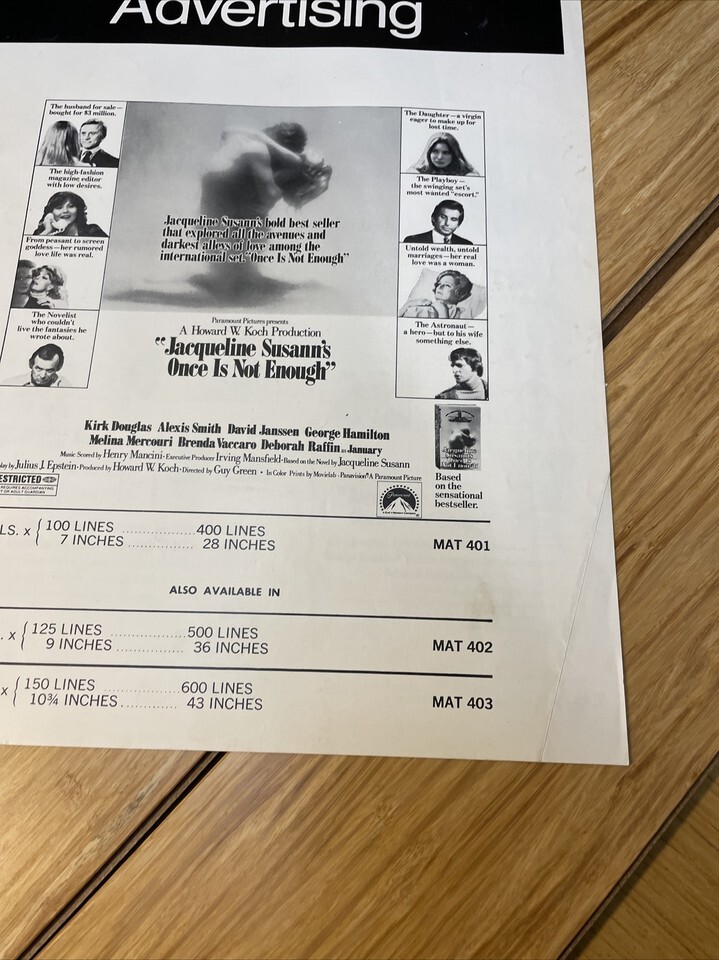 Advertising
The husband for sale—
bought for $3 million.
The high-fashion
magazine editor
with low desires.
From peasant to screen
goddess—her rumored
love life was real.
The Novelist
who couldn't
live the fantasies he
wrote about.
Jacqueline Susann's bold best seller
that explored all the avenues and
darkest alleys of love among the
international set. "Once Is Not Enough"
The Daughter—a virgin
eager to make up for
lost time.
The Playboy—
the swinging set's
most wanted "escort."
Untold wealth, untold
marriages—her real
love was a woman.
The Astronaut—
a hero—but to his wife
something else.
Paramount Pictures presents
A Howard W. Koch Production
"Jacqueline Susann's
Once Is Not Enough"
Kirk Douglas Alexis Smith David Janssen George Hamilton
Melina Mercouri Brenda Vaccaro Deborah Raffin as January
Music Scored by Henry Mancini · Executive Producer Irving Mansfield · Based on the Novel by Jacqueline Susann
by Julius J. Epstein · Produced by Howard W. Koch · Directed by Guy Green · In Color Prints by Movielab · Panavision® A Paramount Picture
ESTRICTED
REQUIRES ACCOMPANYING
T OR ADULT GUARDIAN
Paramount
Based
on the
sensational
bestseller.
LS. x { 100 LINES .................. 400 LINES
7 INCHES ................ 28 INCHES
MAT 401
ALSO AVAILABLE IN
. x { 125 LINES .................. 500 LINES
9 INCHES ................ 36 INCHES
MAT 402
x { 150 LINES .................. 600 LINES
10¾ INCHES ............. 43 INCHES
MAT 403